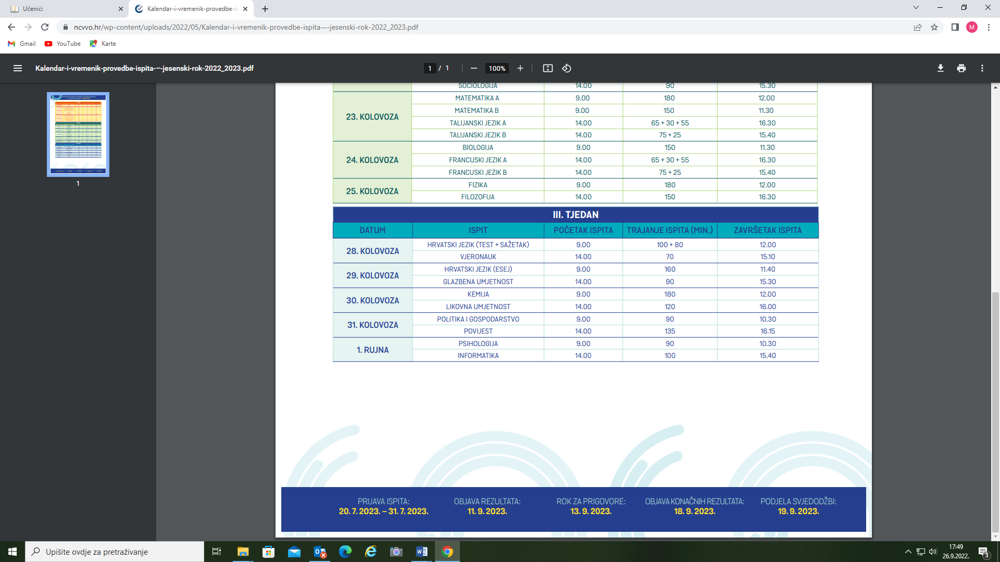 Učenici
Kalendar-i-vremenik-provedbe-is
ncvvo.hr/wp-content/uploads/2022/05/Kalendar-i-vremenik-provedbe-ispita-–-jesenski-rok-2022_2023.pdf
M
Gmail YouTube Karte
Kalendar-i-vremenik-provedbe-ispita-–-jesenski-rok-2022_2023.pdf
1 / 1
100%
1
SOCIOLOGIJA 14.00 90 15.30
23. KOLOVOZA
MATEMATIKA A 9.00 180 12.00
MATEMATIKA B 9.00 150 11.30
TALIJANSKI JEZIK A 14.00 65 + 30 + 55 16.30
TALIJANSKI JEZIK B 14.00 75 + 25 15.40
24. KOLOVOZA
BIOLOGIJA 9.00 150 11.30
FRANCUSKI JEZIK A 14.00 65 + 30 + 55 16.30
FRANCUSKI JEZIK B 14.00 75 + 25 15.40
25. KOLOVOZA
FIZIKA 9.00 180 12.00
FILOZOFIJA 14.00 150 16.30
III. TJEDAN
DATUM ISPIT POČETAK ISPITA TRAJANJE ISPITA (MIN.) ZAVRŠETAK ISPITA
28. KOLOVOZA
HRVATSKI JEZIK (TEST + SAŽETAK) 9.00 100 + 80 12.00
VJERONAUK 14.00 70 15.10
29. KOLOVOZA
HRVATSKI JEZIK (ESEJ) 9.00 160 11.40
GLAZBENA UMJETNOST 14.00 90 15.30
30. KOLOVOZA
KEMIJA 9.00 180 12.00
LIKOVNA UMJETNOST 14.00 120 16.00
31. KOLOVOZA
POLITIKA I GOSPODARSTVO 9.00 90 10.30
POVIJEST 14.00 135 16.15
1. RUJNA
PSIHOLOGIJA 9.00 90 10.30
INFORMATIKA 14.00 100 15.40
PRIJAVA ISPITA: OBJAVA REZULTATA: ROK ZA PRIGOVORE: OBJAVA KONAČNIH REZULTATA: PODJELA SVJEDODŽBI:
20. 7. 2023. – 31. 7. 2023. 11. 9. 2023. 13. 9. 2023. 18. 9. 2023. 19. 9. 2023.
Upišite ovdje za pretraživanje
17:49
26.9.2022.
3